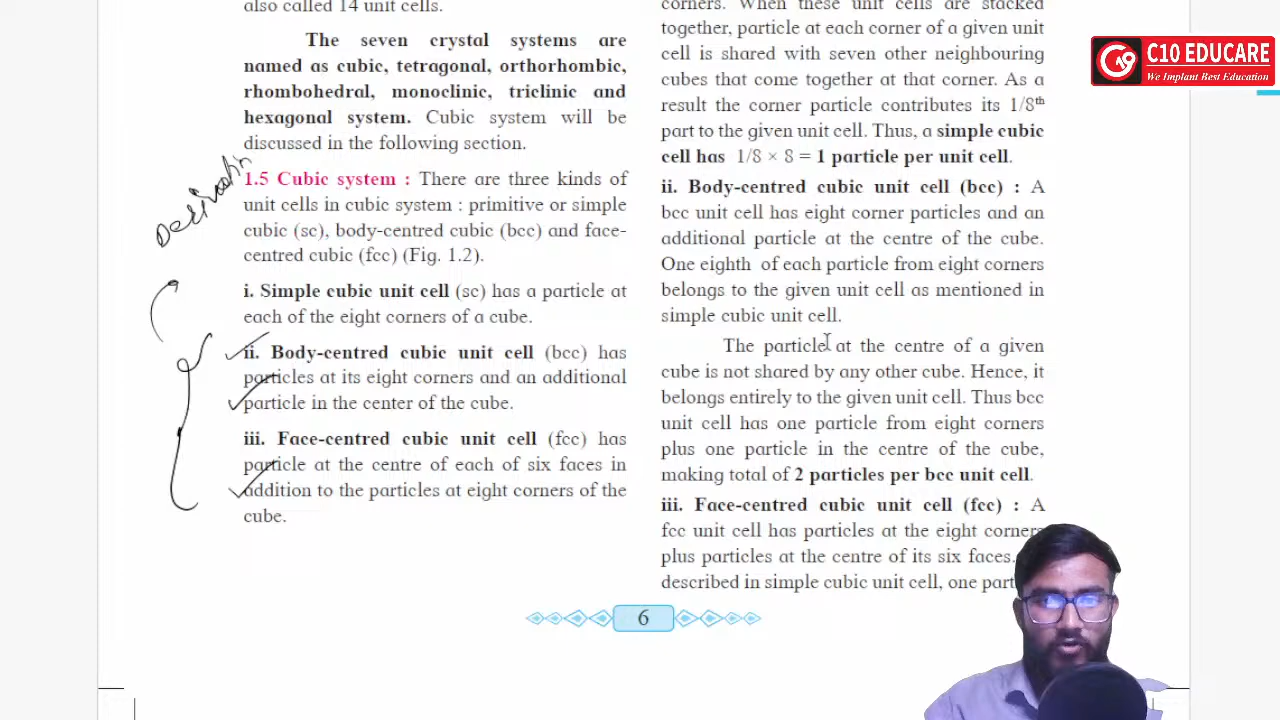 also called 14 unit cells.
The seven crystal systems are
named as cubic, tetragonal, orthorhombic,
rhombohedral, monoclinic, triclinic and
hexagonal system. Cubic system will be
discussed in the following section.
Derivatin
1.5 Cubic system : There are three kinds of
unit cells in cubic system : primitive or simple
cubic (sc), body-centred cubic (bcc) and face-
centred cubic (fcc) (Fig. 1.2).
i. Simple cubic unit cell (sc) has a particle at
each of the eight corners of a cube.
ii. Body-centred cubic unit cell (bcc) has
particles at its eight corners and an additional
particle in the center of the cube.
iii. Face-centred cubic unit cell (fcc) has
particle at the centre of each of six faces in
addition to the particles at eight corners of the
cube.
corners. When these unit cells are stacked
together, particle at each corner of a given unit
cell is shared with seven other neighbouring
cubes that come together at that corner. As a
result the corner particle contributes its 1/8th
part to the given unit cell. Thus, a simple cubic
cell has 1/8 × 8 = 1 particle per unit cell.
ii. Body-centred cubic unit cell (bcc) : A
bcc unit cell has eight corner particles and an
additional particle at the centre of the cube.
One eighth of each particle from eight corners
belongs to the given unit cell as mentioned in
simple cubic unit cell.
The particle at the centre of a given
cube is not shared by any other cube. Hence, it
belongs entirely to the given unit cell. Thus bcc
unit cell has one particle from eight corners
plus one particle in the centre of the cube,
making total of 2 particles per bcc unit cell.
iii. Face-centred cubic unit cell (fcc) : A
fcc unit cell has particles at the eight corners
plus particles at the centre of its six faces.
described in simple cubic unit cell, one part
6
C10 EDUCARE
We Implant Best Education